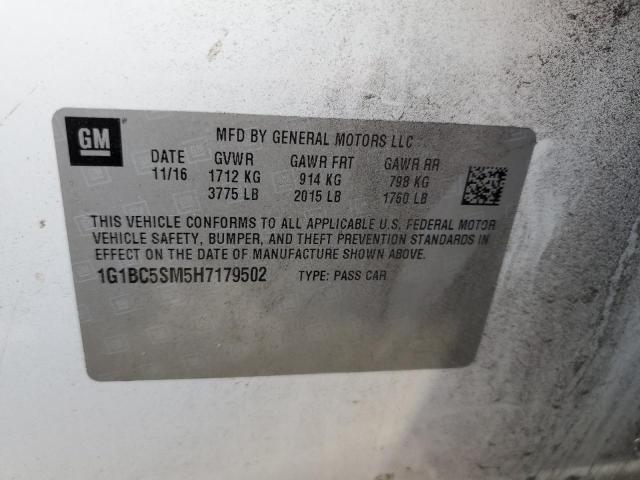 GM
MFD BY GENERAL MOTORS LLC
DATE GVWR GAWR FRT GAWR RR
11/16 1712 KG 914 KG 798 KG
3775 LB 2015 LB 1760 LB
THIS VEHICLE CONFORMS TO ALL APPLICABLE U.S. FEDERAL MOTOR
VEHICLE SAFETY, BUMPER, AND THEFT PREVENTION STANDARDS IN
EFFECT ON THE DATE OF MANUFACTURE SHOWN ABOVE.
1G1BC5SM5H7179502 TYPE: PASS CAR